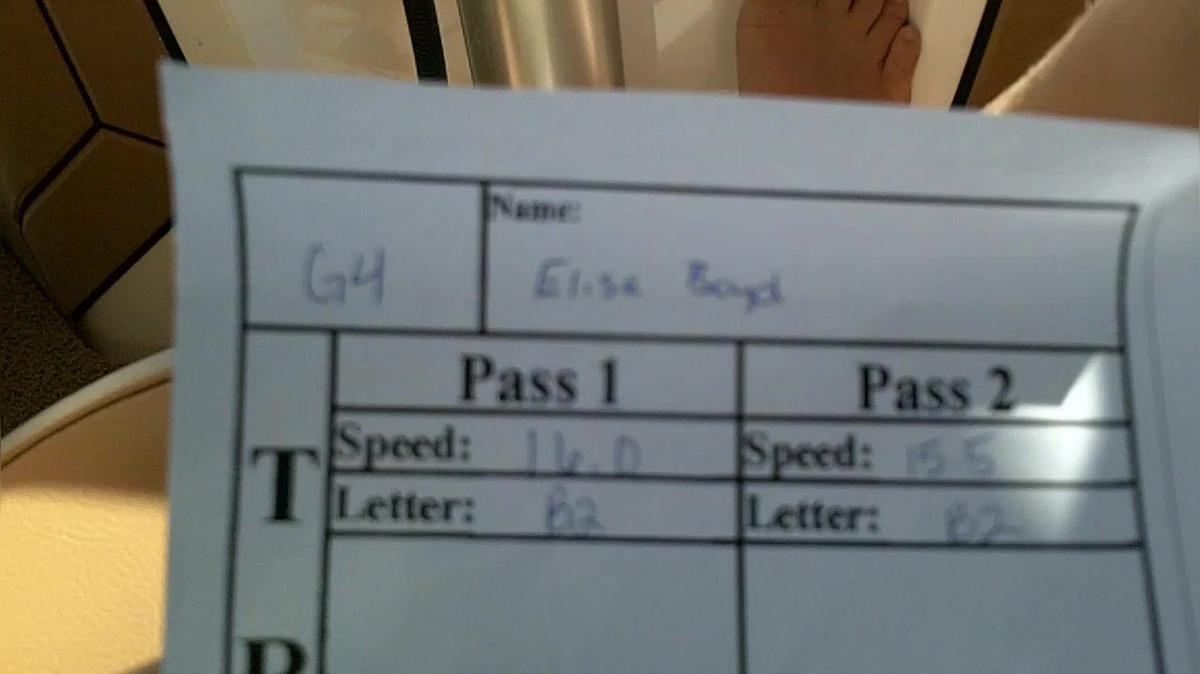 Name:
G4 Elise Boyd
Pass 1 Pass 2
T
Speed: 16.0 Speed: 15.5
Letter: B2 Letter: B2